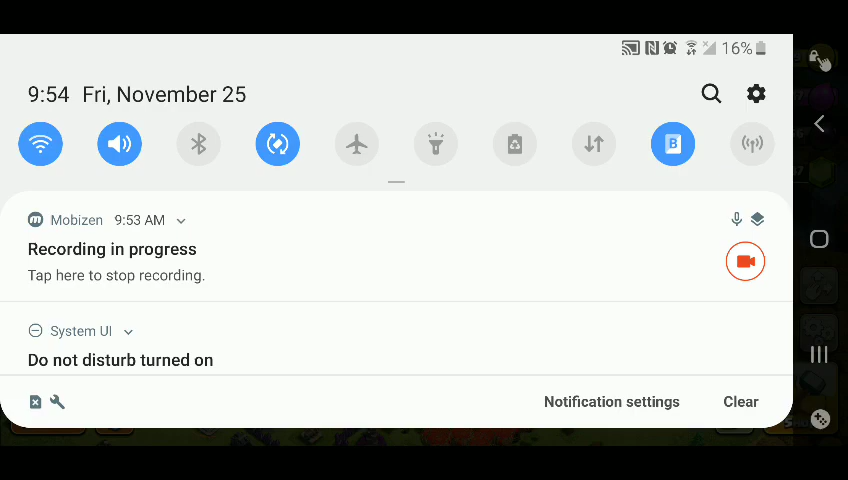 16%
9:54 Fri, November 25
B
Mobizen 9:53 AM
Recording in progress
Tap here to stop recording.
System UI
Do not disturb turned on
Notification settings Clear